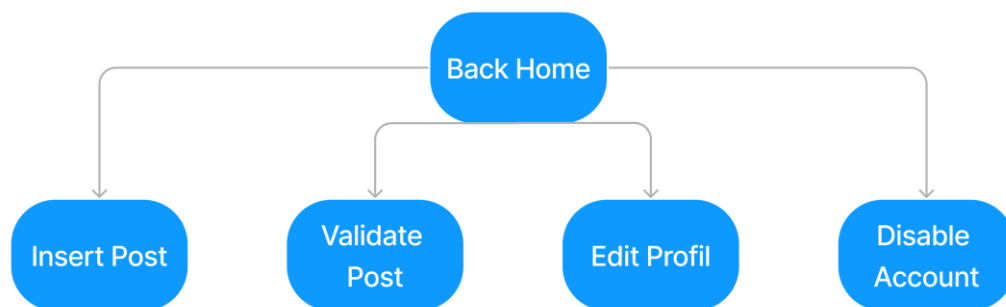 Back Home
Insert Post
Validate
Post
Edit Profil
Disable
Account